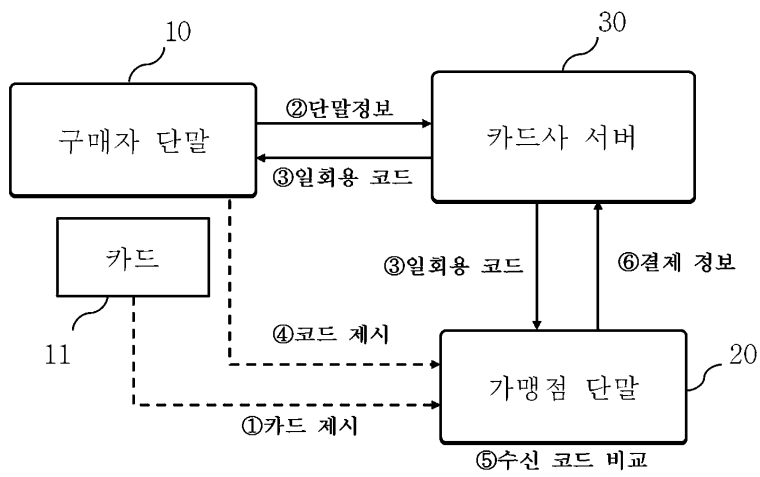 10
30
구매자 단말
②단말정보
카드사 서버
③일회용 코드
카드
③일회용 코드
⑥결제 정보
11
④코드 제시
20
가맹점 단말
①카드 제시
⑤수신 코드 비교